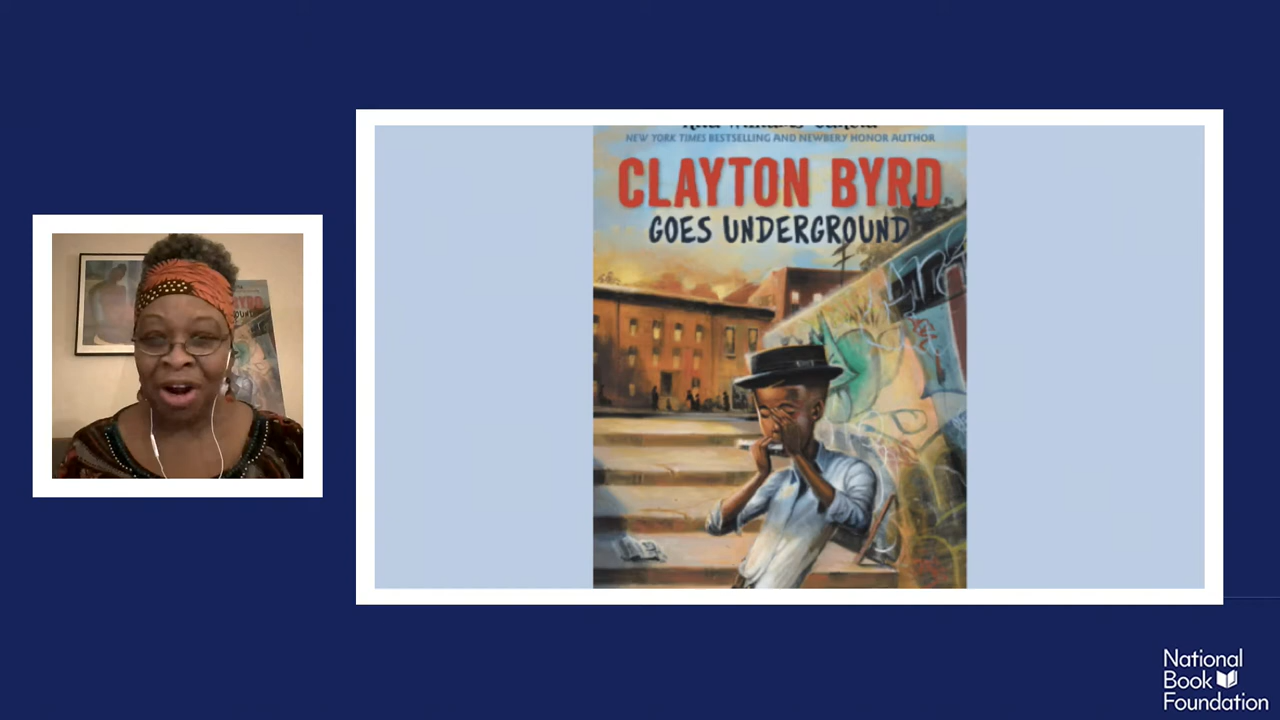 NEW YORK TIMES BESTSELLING AND NEWBERY HONOR AUTHOR
CLAYTON BYRD
GOES UNDERGROUND
National
Book
Foundation